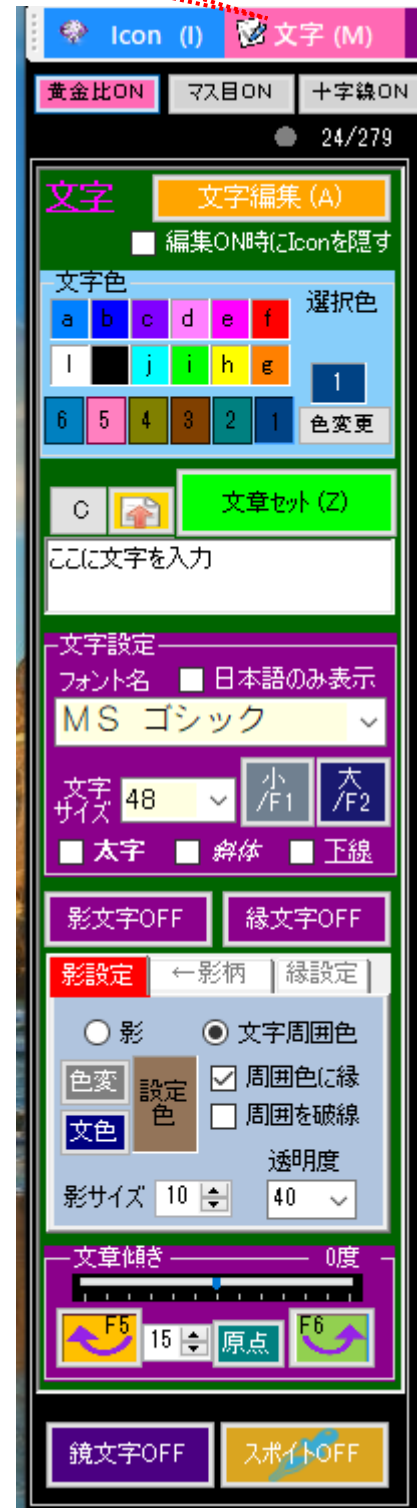 Icon (I) 文字 (M)
黄金比ON マス目ON 十字線ON
24/279
文字 文字編集 (A)
編集ON時にIconを隠す
文字色
選択色
a b c d e f
l j i h g
1
6 5 4 3 2 1 色変更
C 文章セット (Z)
ここに文字を入力
文字設定
フォント名 日本語のみ表示
MS ゴシック
文字サイズ 48 小/F1 大/F2
太字 斜体 下線
影文字OFF 縁文字OFF
影設定 ←影柄 縁設定
影 文字周囲色
色変 設定色 周囲色に縁
文色 周囲を破線
透明度
影サイズ 10 40
文章傾き 0度
F5 15 原点 F6
鏡文字OFF スポイトOFF